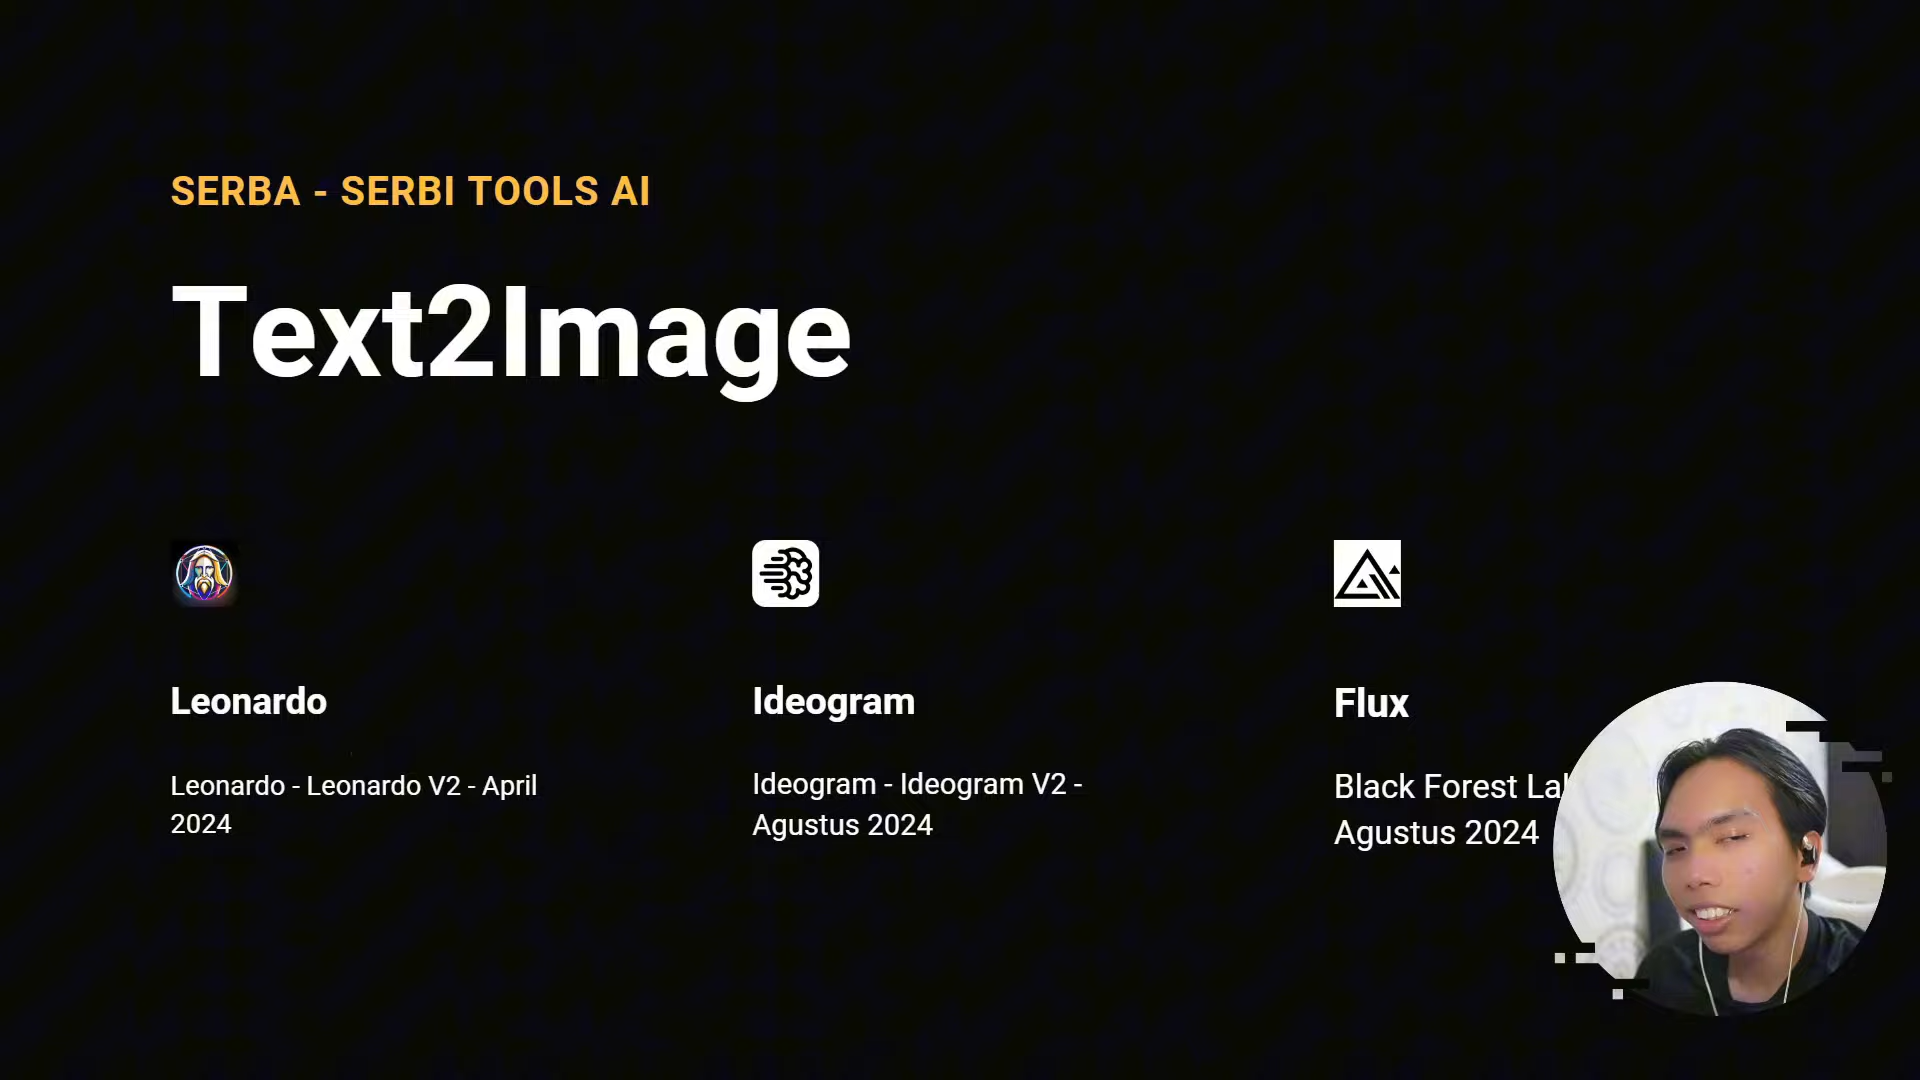 SERBA - SERBI TOOLS AI
Text2Image
Leonardo
Leonardo - Leonardo V2 - April
2024
Ideogram
Ideogram - Ideogram V2 -
Agustus 2024
Flux
Black Forest
Agustus 2024